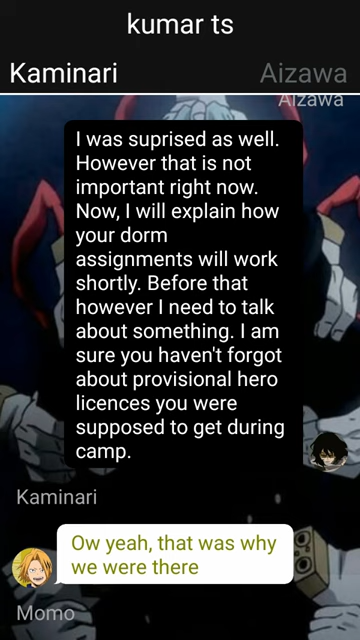 kumar ts
Kaminari Aizawa
Aizawa
I was suprised as well.
However that is not
important right now.
Now, I will explain how
your dorm
assignments will work
shortly. Before that
however I need to talk
about something. I am
sure you haven't forgot
about provisional hero
licences you were
supposed to get during
camp.
Kaminari
Ow yeah, that was why
we were there
Momo